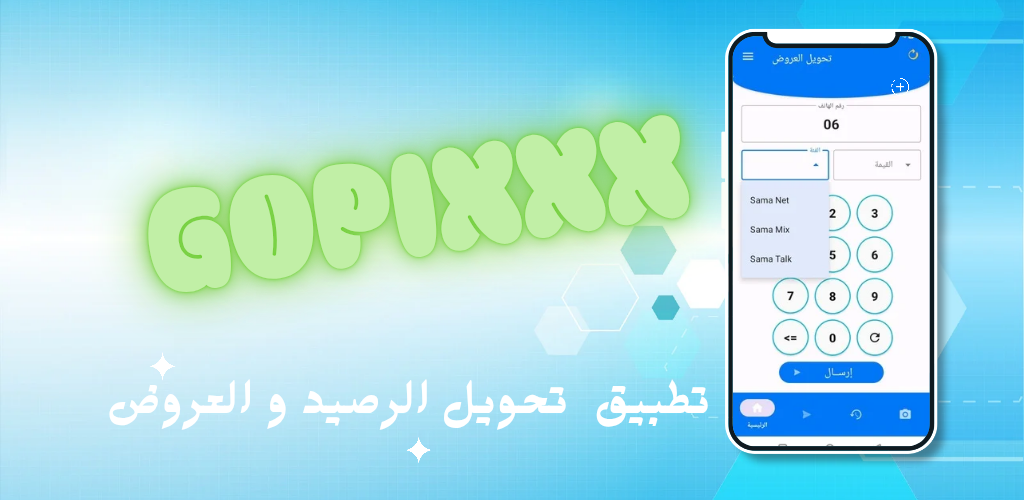 GOPIXXX
تطبيق تحويل الرصيد و العروض
تحويل العروض
رقم الهاتف
06
الفئة
القيمة
Sama Net
Sama Mix
Sama Talk
2 3
5 6
7 8 9
<= 0
إرسـال
الرئيسية